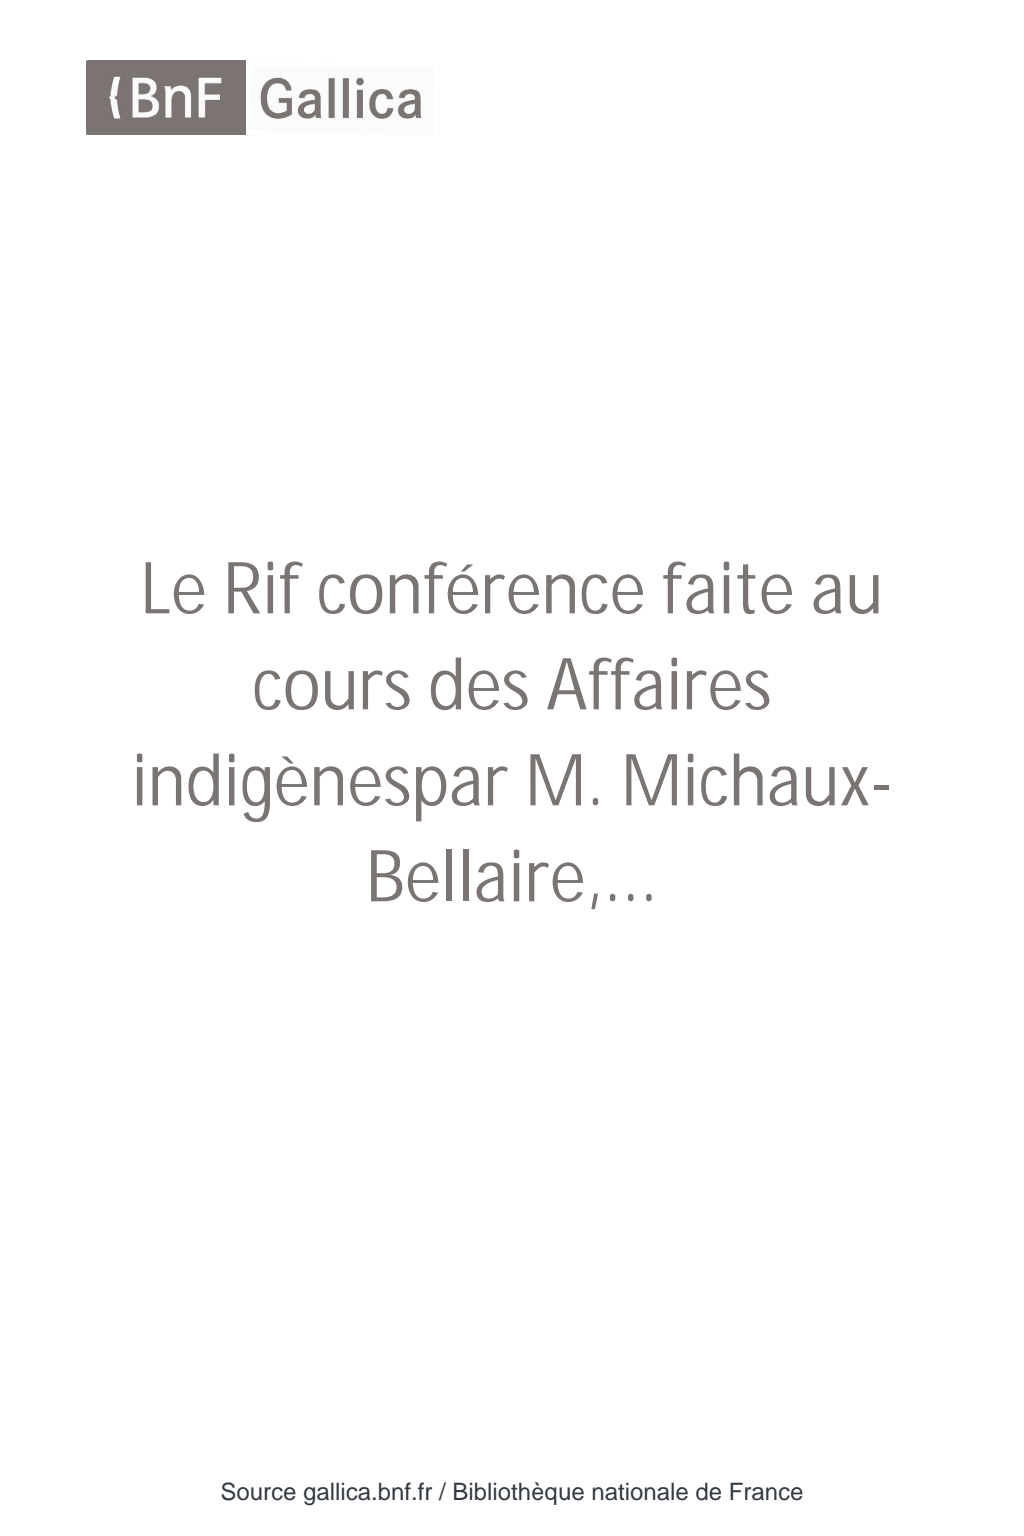 BnF Gallica
Le Rif conférence faite au
cours des Affaires
indigènespar M. Michaux-
Bellaire,...
Source gallica.bnf.fr / Bibliothèque nationale de France